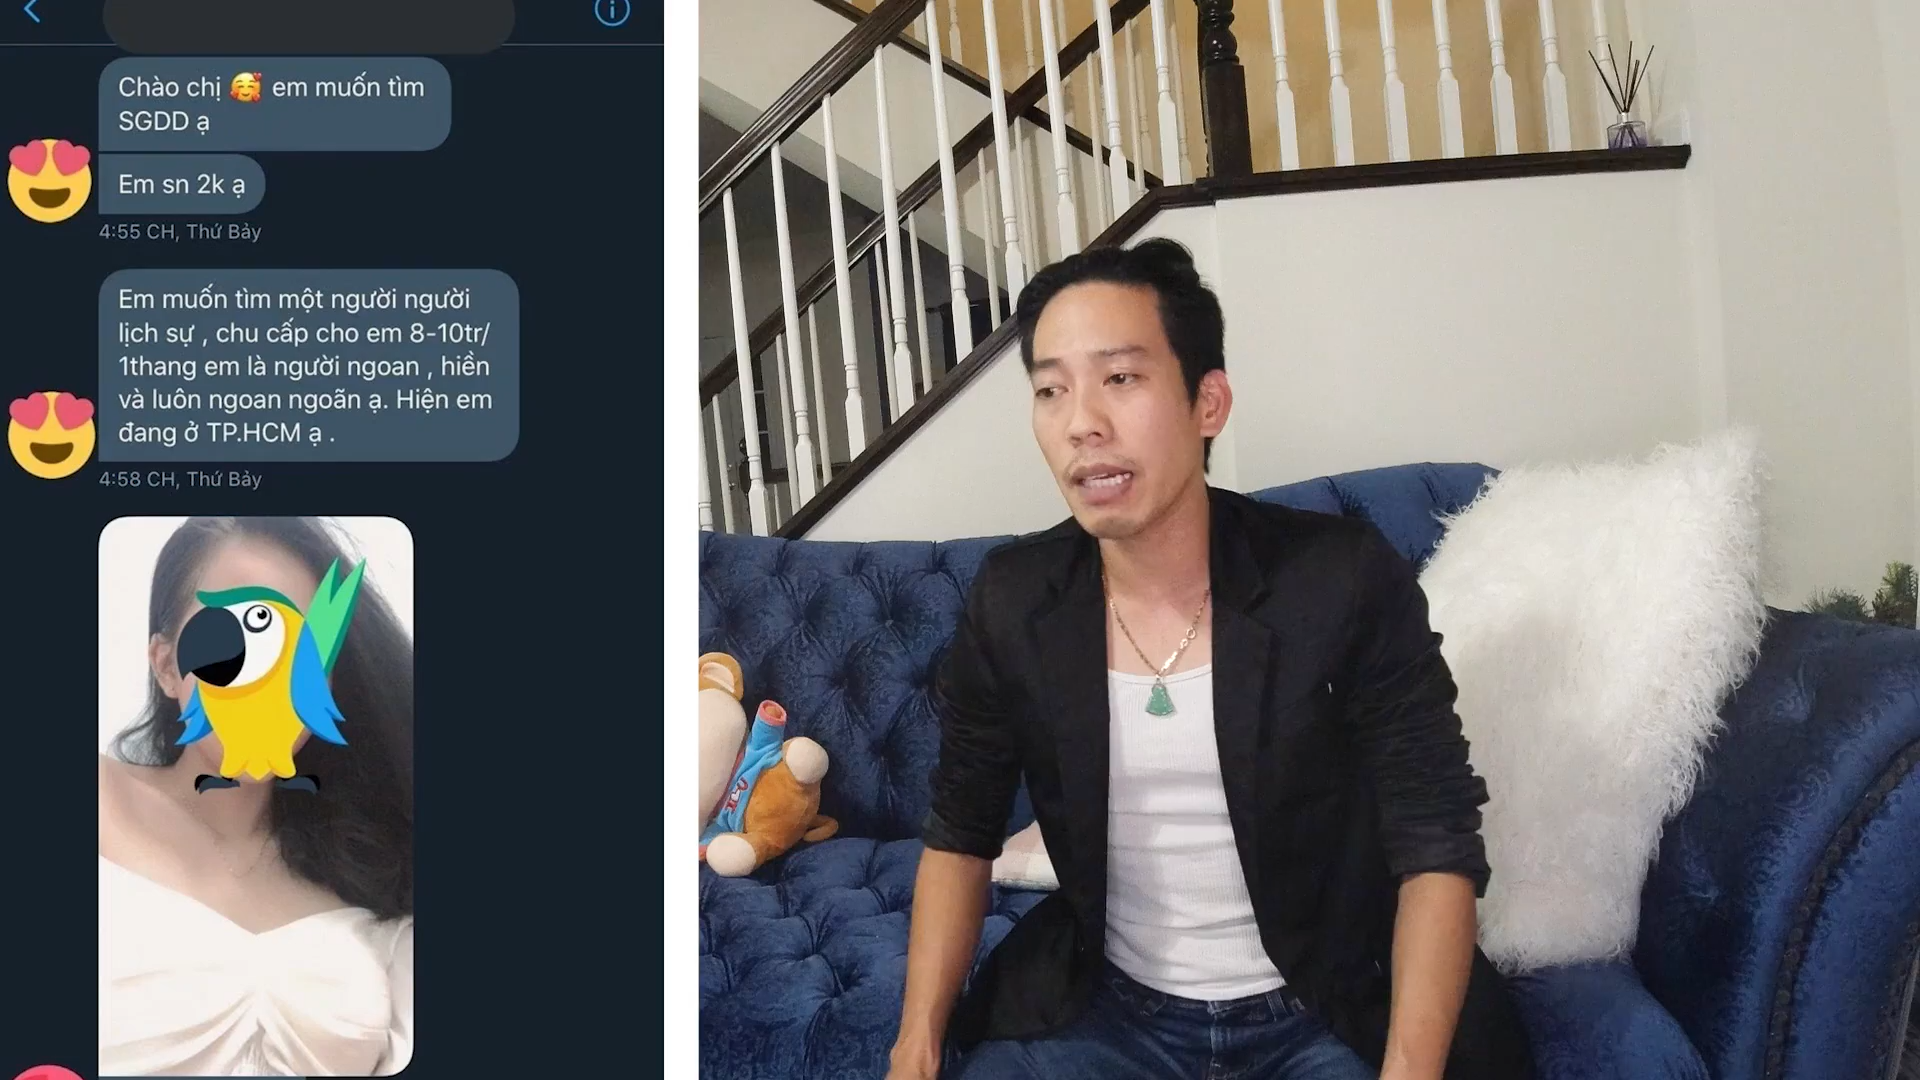 Chào chị 🥰 em muốn tìm
SGDD ạ
Em sn 2k ạ
4:55 CH, Thứ Bảy
Em muốn tìm một người người
lịch sự , chu cấp cho em 8-10tr/
1thang em là người ngoan , hiền
và luôn ngoan ngoãn ạ. Hiện em
đang ở TP.HCM ạ .
4:58 CH, Thứ Bảy